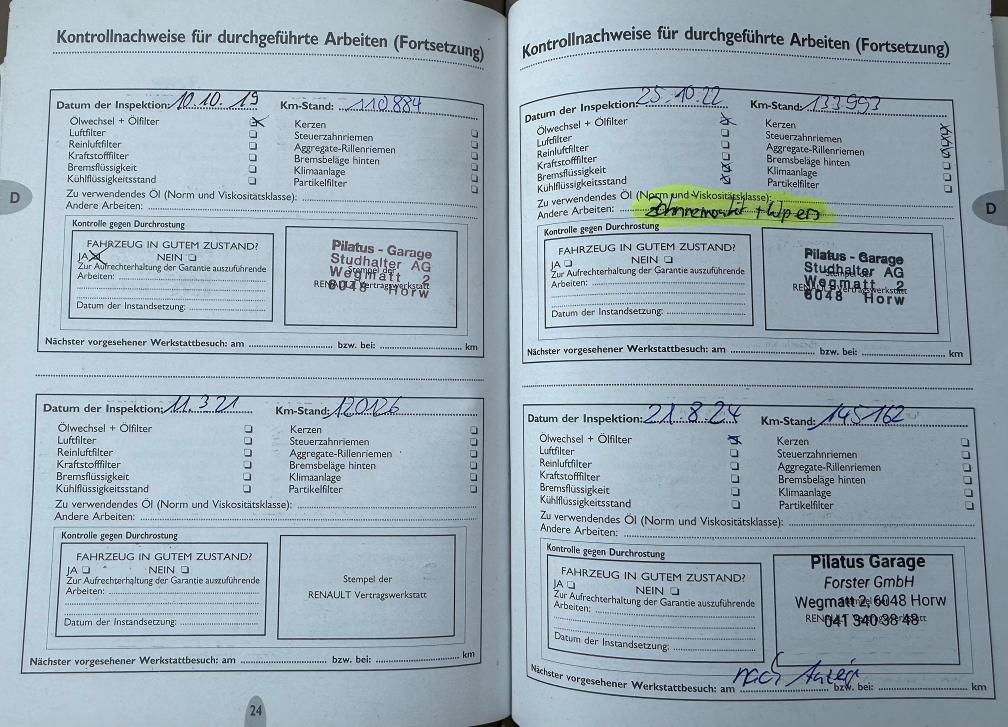 Kontrollnachweise für durchgeführte Arbeiten (Fortsetzung)
Datum der Inspektion: 10.10.19 Km-Stand: 110884
Ölwechsel + Ölfilter Kerzen
Luftfilter Steuerzahnriemen
Reinluftfilter Aggregate-Rillenriemen
Kraftstofffilter Bremsbeläge hinten
Bremsflüssigkeit Klimaanlage
Kühlflüssigkeitsstand Partikelfilter
Zu verwendendes Öl (Norm und Viskositätsklasse):
Andere Arbeiten:
Kontrolle gegen Durchrostung
FAHRZEUG IN GUTEM ZUSTAND?
JA NEIN
Zur Aufrechterhaltung der Garantie auszuführende
Arbeiten:
Datum der Instandsetzung:
Pilatus - Garage
Studhalter AG
Stempel der
Wegmatt 2
RENAULT Vertragswerkstatt
6048 Horw
Nächster vorgesehener Werkstattbesuch: am bzw. bei: km
D
Datum der Inspektion: 11.3.21 Km-Stand: 120126
Ölwechsel + Ölfilter Kerzen
Luftfilter Steuerzahnriemen
Reinluftfilter Aggregate-Rillenriemen
Kraftstofffilter Bremsbeläge hinten
Bremsflüssigkeit Klimaanlage
Kühlflüssigkeitsstand Partikelfilter
Zu verwendendes Öl (Norm und Viskositätsklasse):
Andere Arbeiten:
Kontrolle gegen Durchrostung
FAHRZEUG IN GUTEM ZUSTAND?
JA NEIN
Zur Aufrechterhaltung der Garantie auszuführende
Arbeiten:
Datum der Instandsetzung:
Stempel der
RENAULT Vertragswerkstatt
Nächster vorgesehener Werkstattbesuch: am bzw. bei: km
24
Kontrollnachweise für durchgeführte Arbeiten (Fortsetzung)
Datum der Inspektion: 25.10.22 Km-Stand: 133993
Ölwechsel + Ölfilter Kerzen
Luftfilter Steuerzahnriemen
Reinluftfilter Aggregate-Rillenriemen
Kraftstofffilter Bremsbeläge hinten
Bremsflüssigkeit Klimaanlage
Kühlflüssigkeitsstand Partikelfilter
Zu verwendendes Öl (Norm und Viskositätsklasse):
Andere Arbeiten:
Kontrolle gegen Durchrostung
FAHRZEUG IN GUTEM ZUSTAND?
JA NEIN
Zur Aufrechterhaltung der Garantie auszuführende
Arbeiten:
Datum der Instandsetzung:
Pilatus - Garage
Studhalter AG
Stempel der
Wegmatt 2
RENAULT Vertragswerkstatt
6048 Horw
Nächster vorgesehener Werkstattbesuch: am bzw. bei: km
D
Datum der Inspektion: 21.8.24 Km-Stand: 145162
Ölwechsel + Ölfilter Kerzen
Luftfilter Steuerzahnriemen
Reinluftfilter Aggregate-Rillenriemen
Kraftstofffilter Bremsbeläge hinten
Bremsflüssigkeit Klimaanlage
Kühlflüssigkeitsstand Partikelfilter
Zu verwendendes Öl (Norm und Viskositätsklasse):
Andere Arbeiten:
Kontrolle gegen Durchrostung
FAHRZEUG IN GUTEM ZUSTAND?
JA NEIN
Zur Aufrechterhaltung der Garantie auszuführende
Arbeiten:
Datum der Instandsetzung:
Pilatus Garage
Forster GmbH
Stempel der
Wegmatt 2, 6048 Horw
RENAULT Vertragswerkstatt
041 340 38 48
Nächster vorgesehener Werkstattbesuch: am nach Anzeige bzw. bei: km